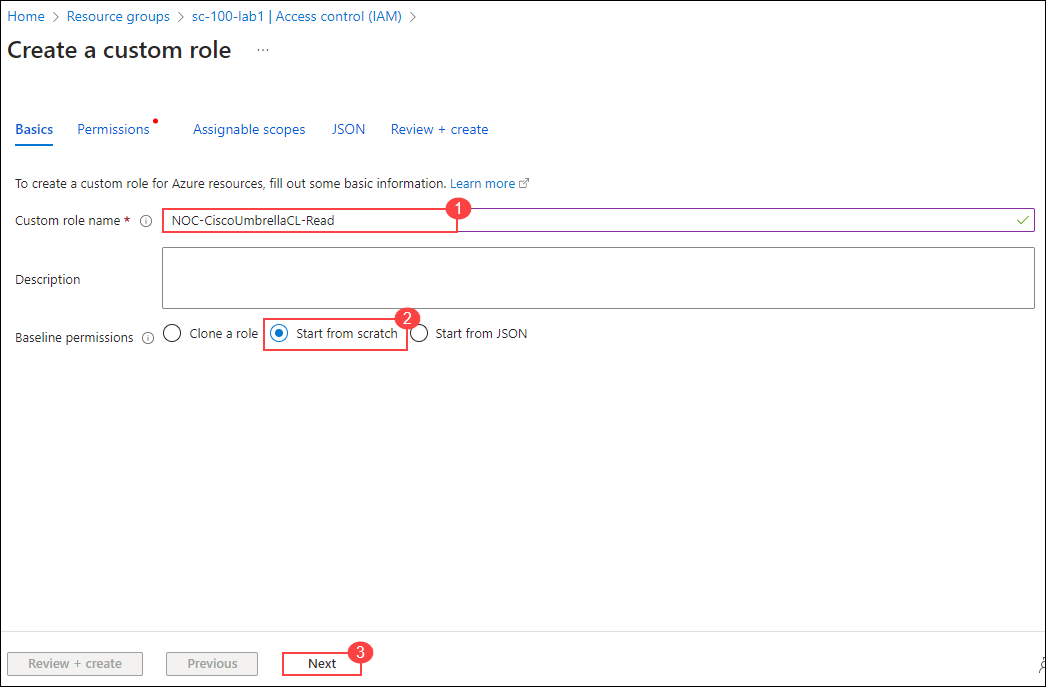 Home > Resource groups > sc-100-lab1 | Access control (IAM) >
Create a custom role ...
Basics Permissions Assignable scopes JSON Review + create
To create a custom role for Azure resources, fill out some basic information. Learn more
Custom role name * NOC-CiscoUmbrellaCL-Read 1
Description
2
Baseline permissions Clone a role Start from scratch Start from JSON
Review + create Previous Next 3